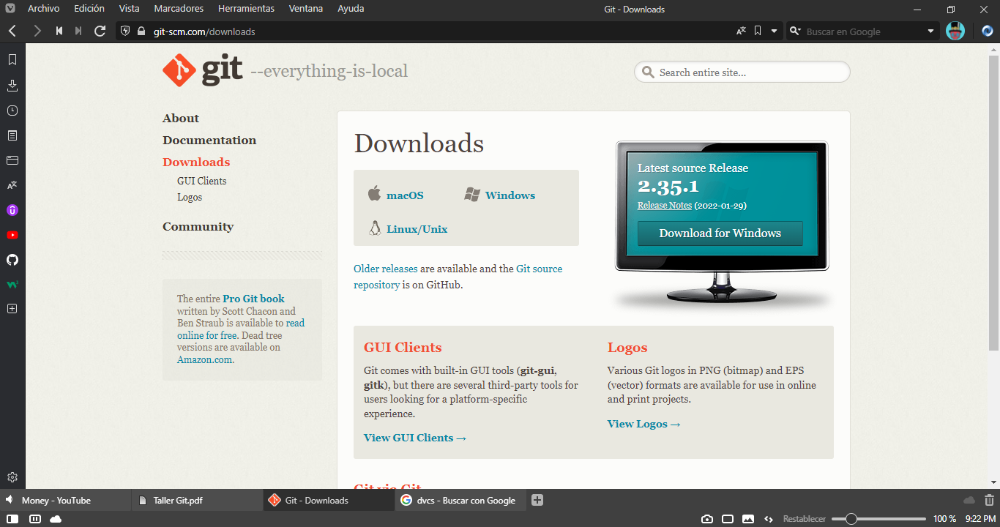 Archivo Edición Vista Marcadores Herramientas Ventana Ayuda Git - Downloads
git-scm.com/downloads Buscar en Google
git --everything-is-local
Search entire site...
About
Documentation
Downloads
GUI Clients
Logos
Community
The entire Pro Git book
written by Scott Chacon and
Ben Straub is available to read
online for free. Dead tree
versions are available on
Amazon.com.
Downloads
macOS Windows
Linux/Unix
Older releases are available and the Git source
repository is on GitHub.
Latest source Release
2.35.1
Release Notes (2022-01-29)
Download for Windows
GUI Clients
Git comes with built-in GUI tools (git-gui,
gitk), but there are several third-party tools for
users looking for a platform-specific
experience.
View GUI Clients →
Logos
Various Git logos in PNG (bitmap) and EPS
(vector) formats are available for use in online
and print projects.
View Logos →
Git via Git
Money - YouTube Taller Git.pdf Git - Downloads dvcs - Buscar con Google
Restablecer 100 % 9:22 PM